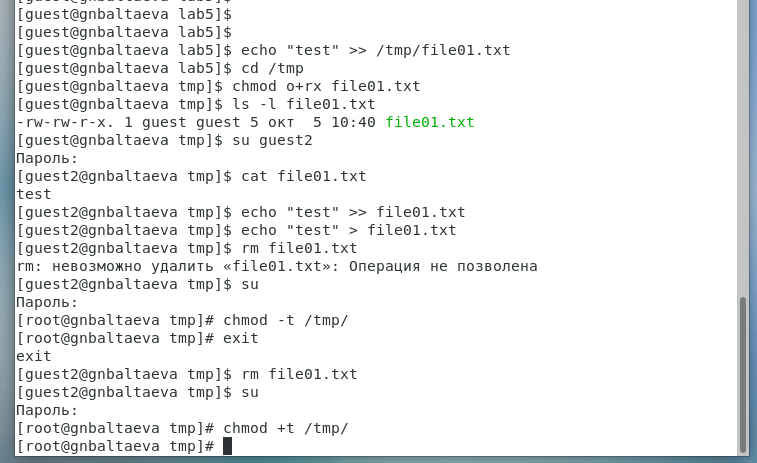 [guest@gnbaltaeva lab5]$
[guest@gnbaltaeva lab5]$
[guest@gnbaltaeva lab5]$ echo "test" >> /tmp/file01.txt
[guest@gnbaltaeva lab5]$ cd /tmp
[guest@gnbaltaeva tmp]$ chmod o+rx file01.txt
[guest@gnbaltaeva tmp]$ ls -l file01.txt
-rw-rw-r-x. 1 guest guest 5 окт  5 10:40 file01.txt
[guest@gnbaltaeva tmp]$ su guest2
Пароль:
[guest2@gnbaltaeva tmp]$ cat file01.txt
test
[guest2@gnbaltaeva tmp]$ echo "test" >> file01.txt
[guest2@gnbaltaeva tmp]$ echo "test" > file01.txt
[guest2@gnbaltaeva tmp]$ rm file01.txt
rm: невозможно удалить «file01.txt»: Операция не позволена
[guest2@gnbaltaeva tmp]$ su
Пароль:
[root@gnbaltaeva tmp]# chmod -t /tmp/
[root@gnbaltaeva tmp]# exit
exit
[guest2@gnbaltaeva tmp]$ rm file01.txt
[guest2@gnbaltaeva tmp]$ su
Пароль:
[root@gnbaltaeva tmp]# chmod +t /tmp/
[root@gnbaltaeva tmp]#